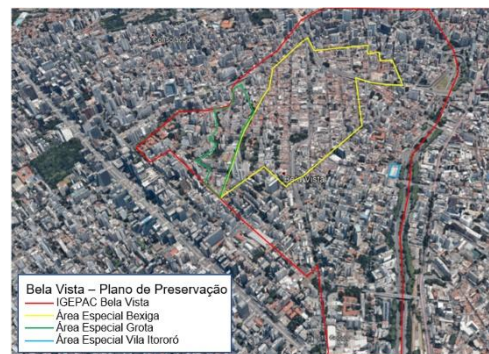 Bela Vista – Plano de Preservação
IGEPAC Bela Vista
Área Especial Bexiga
Área Especial Grota
Área Especial Vila Itororó